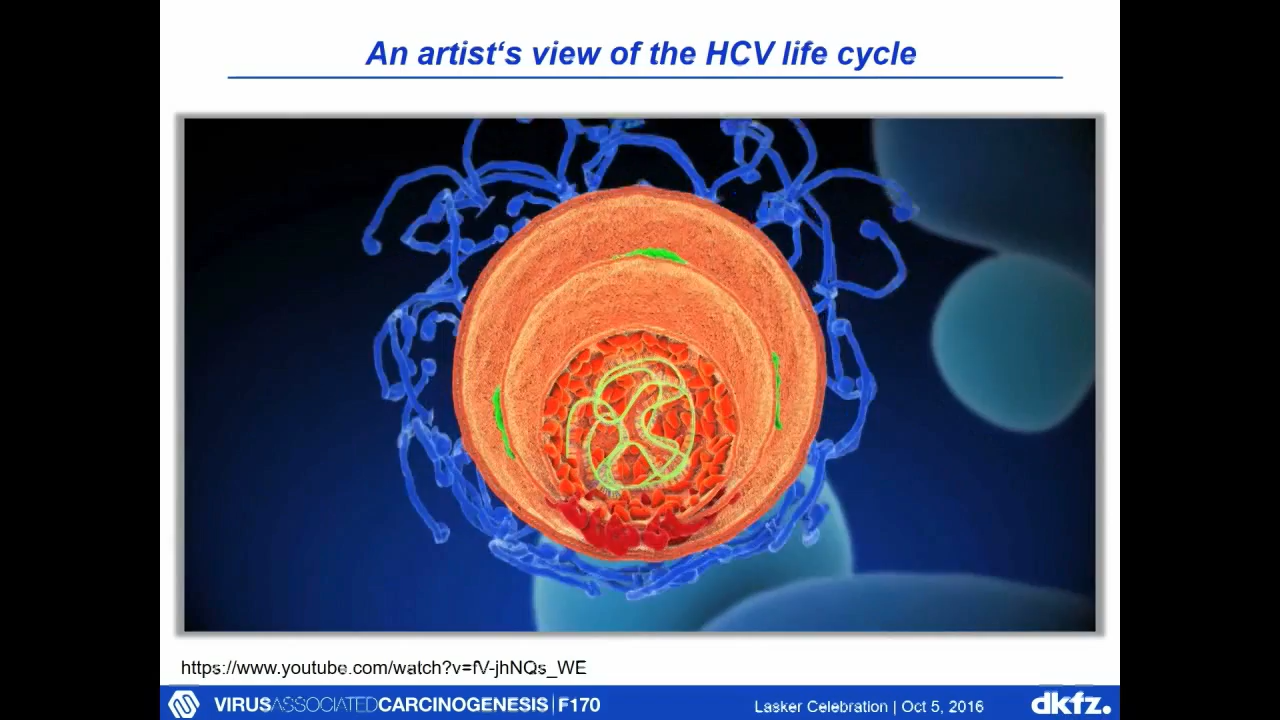 An artist‘s view of the HCV life cycle
https://www.youtube.com/watch?v=fV-jhNQs_WE
VIRUSASSOCIATEDCARCINOGENESIS | F170
Lasker Celebration | Oct 5, 2016
dkfz.